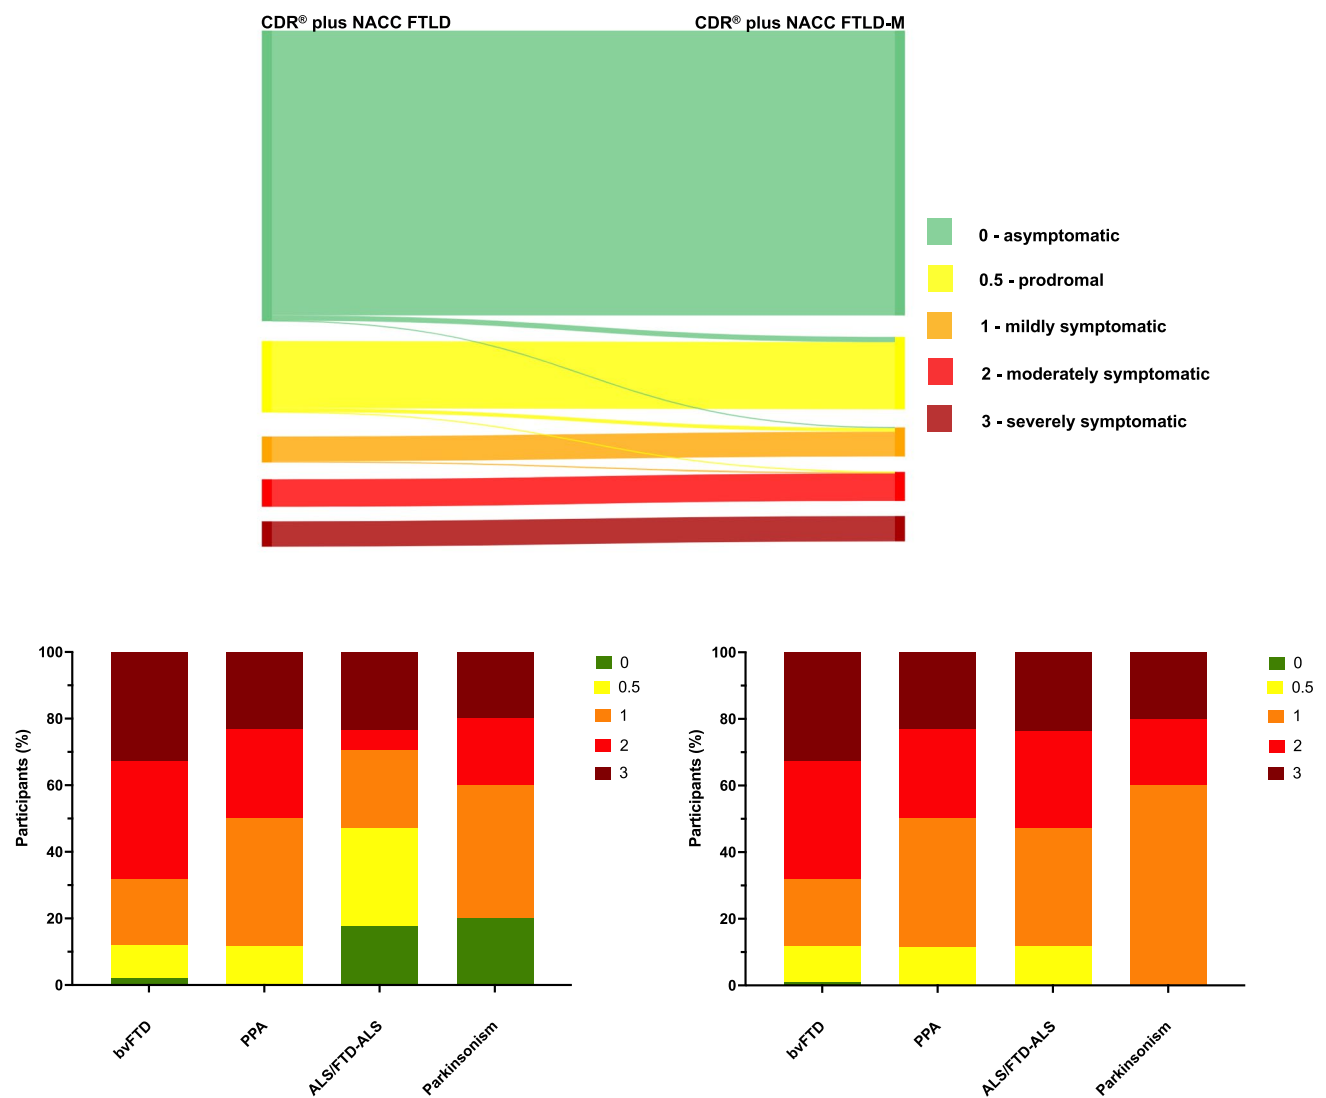 CDR® plus NACC FTLD
CDR® plus NACC FTLD-M
0 - asymptomatic
0.5 - prodromal
1 - mildly symptomatic
2 - moderately symptomatic
3 - severely symptomatic
Participants (%)
100
80
60
40
20
0
bvFTD
PPA
ALS/FTD-ALS
Parkinsonism
0
0.5
1
2
3
Participants (%)
100
80
60
40
20
0
bvFTD
PPA
ALS/FTD-ALS
Parkinsonism
0
0.5
1
2
3